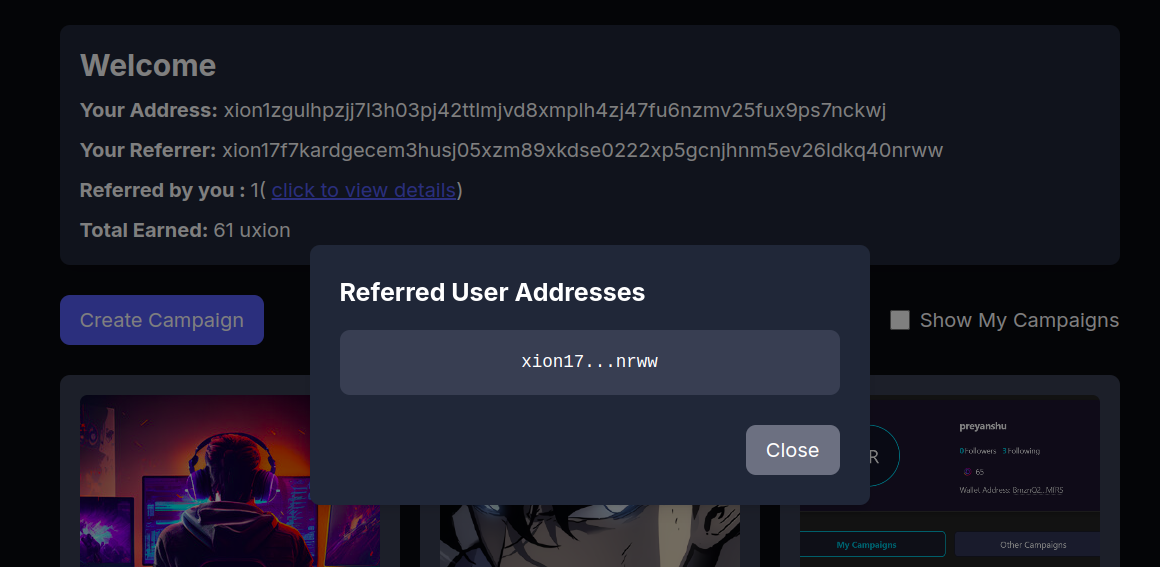 Welcome
Your Address: xion1zgulhpzjj7l3h03pj42ttlmjvd8xmplh4zj47fu6nzmv25fux9ps7nckwj
Your Referrer: xion17f7kardgecem3husj05xzm89xkdse0222xp5gcnjhnm5ev26ldkq40nrww
Referred by you : 1( click to view details)
Total Earned: 61 uxion
Referred User Addresses
xion17...nrww
Close
Create Campaign
Show My Campaigns
R
preyanshu
0 Followers 3 Following
65
Wallet Address:
My Campaigns
Other Campaigns